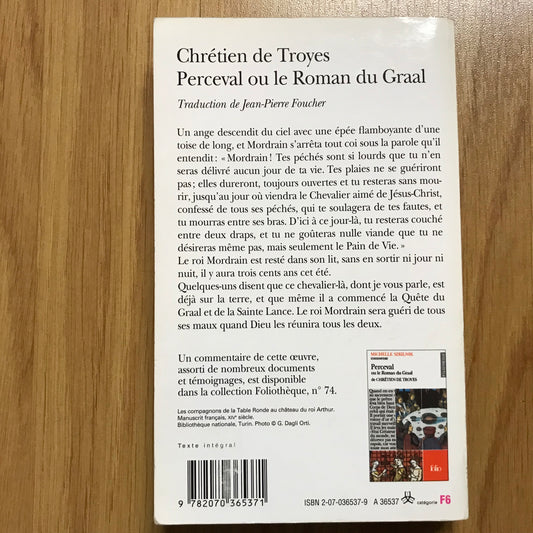 Chrétien de Troyes
Perceval ou le Roman du Graal
Traduction de Jean-Pierre Foucher
Un ange descendit du ciel avec une épée flamboyante d'une
toise de long, et Mordrain s'arrêta tout coi sous la parole qu'il
entendit : « Mordrain ! Tes péchés sont si lourds que tu n'en
seras délivré aucun jour de ta vie. Tes plaies ne se guériront
pas ; elles dureront, toujours ouvertes et tu resteras sans mou-
rir, jusqu'au jour où viendra le Chevalier aimé de Jésus-Christ,
confessé de tous ses péchés, qui te soulagera de tes fautes, et
tu mourras entre ses bras. D'ici à ce jour-là, tu resteras couché
entre deux draps, et tu ne goûteras nulle viande que tu ne
désireras même pas, mais seulement le Pain de Vie. »
Le roi Mordrain est resté dans son lit, sans en sortir ni jour ni
nuit, il y aura trois cents ans cet été.
Quelques-uns disent que ce chevalier-là, dont je vous parle, est
déjà sur la terre, et que même il a commencé la Quête du
Graal et de la Sainte Lance. Le roi Mordrain sera guéri de tous
ses maux quand Dieu les réunira tous les deux.
Un commentaire de cette œuvre,
assorti de nombreux documents
et témoignages, est disponible
dans la collection Foliothèque, n° 74.
Les compagnons de la Table Ronde au château du roi Arthur.
Manuscrit français, XIVe siècle.
Bibliothèque nationale, Turin. Photo © G. Dagli Orti.
Texte intégral
Perceval
ou le Roman du Graal
de CHRÉTIEN DE TROYES
folio
9 782070 365371
ISBN 2-07-036537-9 A 36537 catégorie F6